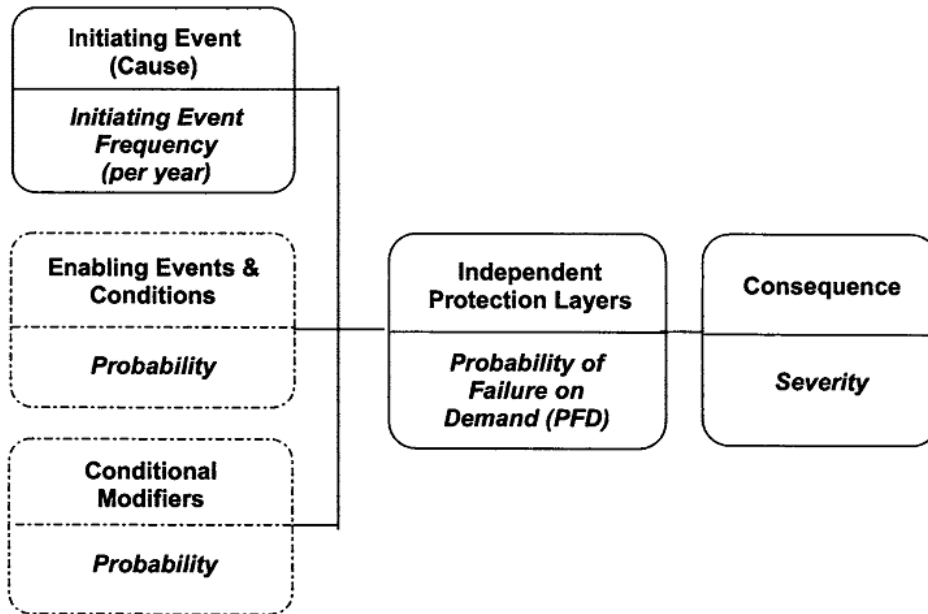 Initiating Event
(Cause)
Initiating Event
Frequency
(per year)
Enabling Events &
Conditions
Probability
Conditional
Modifiers
Probability
Independent
Protection Layers
Probability of
Failure on
Demand (PFD)
Consequence
Severity